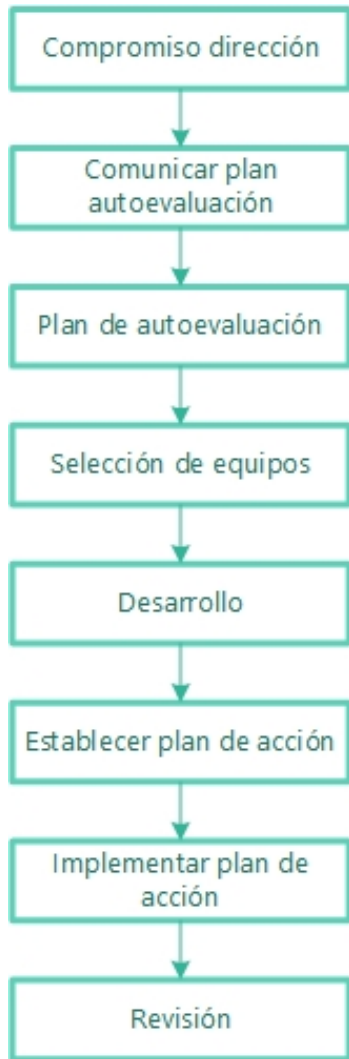 Compromiso dirección
Comunicar plan
autoevaluación
Plan de autoevaluación
Selección de equipos
Desarrollo
Establecer plan de acción
Implementar plan de
acción
Revisión